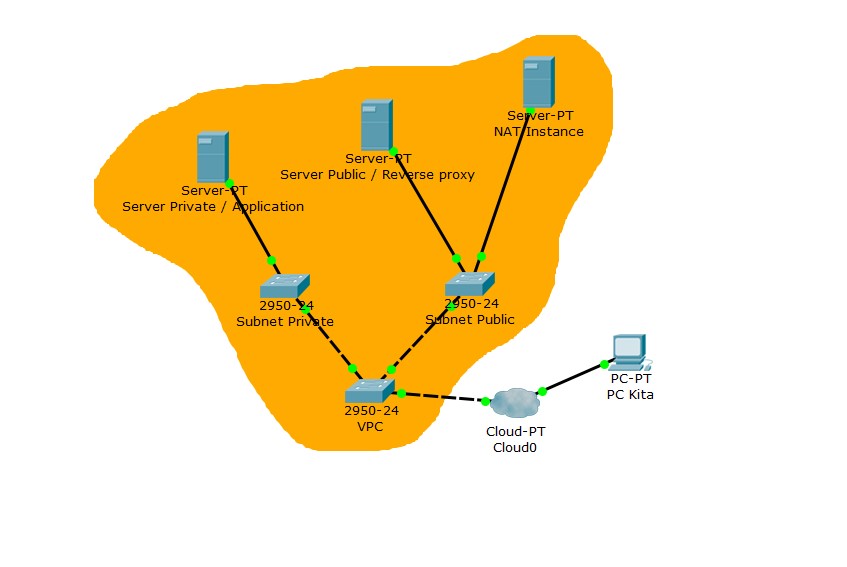 Server-PT
NAT Instance
Server-PT
Server Public / Reverse proxy
Server-PT
Server Private / Application
2950-24
Subnet Private
2950-24
Subnet Public
PC-PT
PC Kita
2950-24
VPC
Cloud-PT
Cloud0